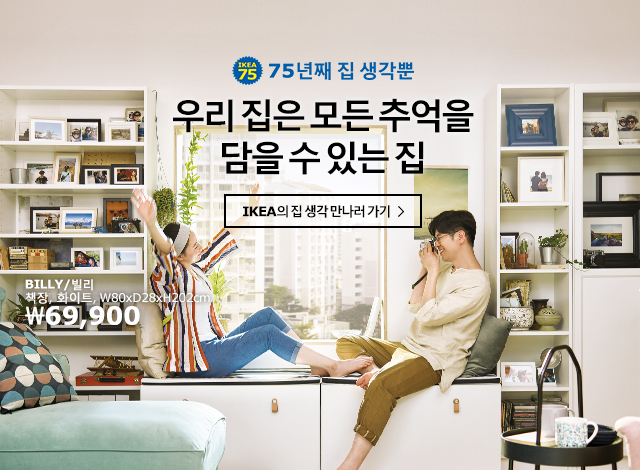 IKEA
75
75년째 집 생각뿐
우리 집은 모든 추억을
담을 수 있는 집
IKEA의 집 생각 만나러 가기 >
BILLY/빌리
책장, 화이트, W80xD28xH202cm
₩69,900